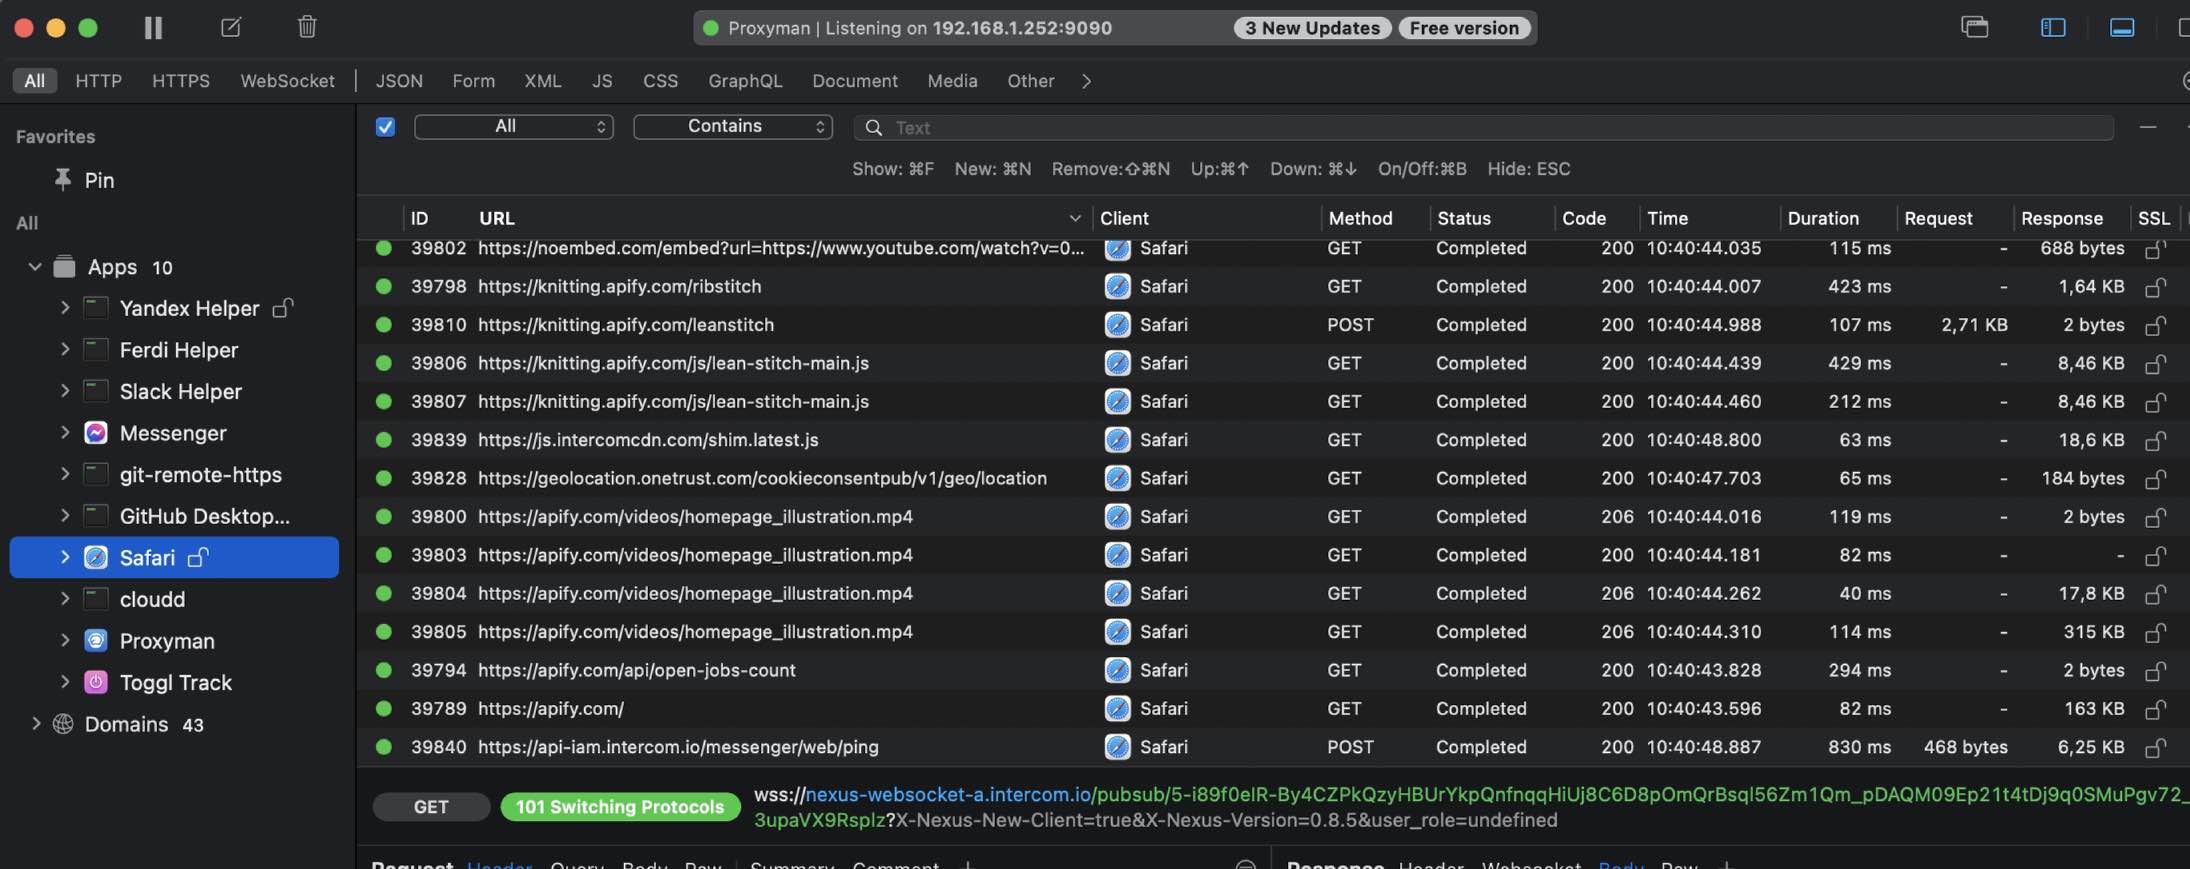 Proxyman | Listening on 192.168.1.252:9090 3 New Updates Free version
All HTTP HTTPS WebSocket JSON Form XML JS CSS GraphQL Document Media Other
Favorites
Pin
All
Apps 10
Yandex Helper
Ferdi Helper
Slack Helper
Messenger
git-remote-https
GitHub Desktop...
Safari
cloudd
Proxyman
Toggl Track
Domains 43
All Contains Text
Show: ⌘F New: ⌘N Remove:⇧⌘N Up:⌘↑ Down: ⌘↓ On/Off:⌘B Hide: ESC
ID URL Client Method Status Code Time Duration Request Response SSL
39802 https://noembed.com/embed?url=https://www.youtube.com/watch?v=0... Safari GET Completed 200 10:40:44.035 115 ms - 688 bytes
39798 https://knitting.apify.com/ribstitch Safari GET Completed 200 10:40:44.007 423 ms - 1,64 KB
39810 https://knitting.apify.com/leanstitch Safari POST Completed 200 10:40:44.988 107 ms 2,71 KB 2 bytes
39806 https://knitting.apify.com/js/lean-stitch-main.js Safari GET Completed 200 10:40:44.439 429 ms - 8,46 KB
39807 https://knitting.apify.com/js/lean-stitch-main.js Safari GET Completed 200 10:40:44.460 212 ms - 8,46 KB
39839 https://js.intercomcdn.com/shim.latest.js Safari GET Completed 200 10:40:48.800 63 ms - 18,6 KB
39828 https://geolocation.onetrust.com/cookieconsentpub/v1/geo/location Safari GET Completed 200 10:40:47.703 65 ms - 184 bytes
39800 https://apify.com/videos/homepage_illustration.mp4 Safari GET Completed 206 10:40:44.016 119 ms - 2 bytes
39803 https://apify.com/videos/homepage_illustration.mp4 Safari GET Completed 200 10:40:44.181 82 ms - -
39804 https://apify.com/videos/homepage_illustration.mp4 Safari GET Completed 206 10:40:44.262 40 ms - 17,8 KB
39805 https://apify.com/videos/homepage_illustration.mp4 Safari GET Completed 206 10:40:44.310 114 ms - 315 KB
39794 https://apify.com/api/open-jobs-count Safari GET Completed 200 10:40:43.828 294 ms - 2 bytes
39789 https://apify.com/ Safari GET Completed 200 10:40:43.596 82 ms - 163 KB
39840 https://api-iam.intercom.io/messenger/web/ping Safari POST Completed 200 10:40:48.887 830 ms 468 bytes 6,25 KB
GET 101 Switching Protocols wss://nexus-websocket-a.intercom.io/pubsub/5-i89f0elR-By4CZPkQzyHBUrYkpQnfnqqHiUj8C6D8pOmQrBsql56Zm1Qm_pDAQM09Ep21t4tDj9q0SMuPgv72_
3upaVX9Rsplz?X-Nexus-New-Client=true&X-Nexus-Version=0.8.5&user_role=undefined
Request Header Query Body Raw Summary Comment + Response Header Websocket Body Raw +